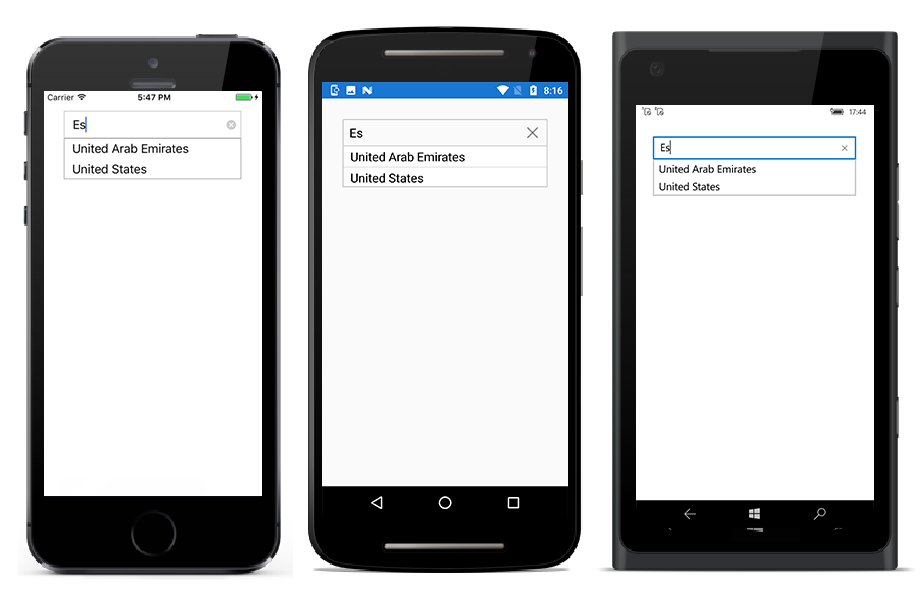 Carrier 5:47 PM
Es
United Arab Emirates
United States
8:16
Es
United Arab Emirates
United States
17:44
Es
United Arab Emirates
United States